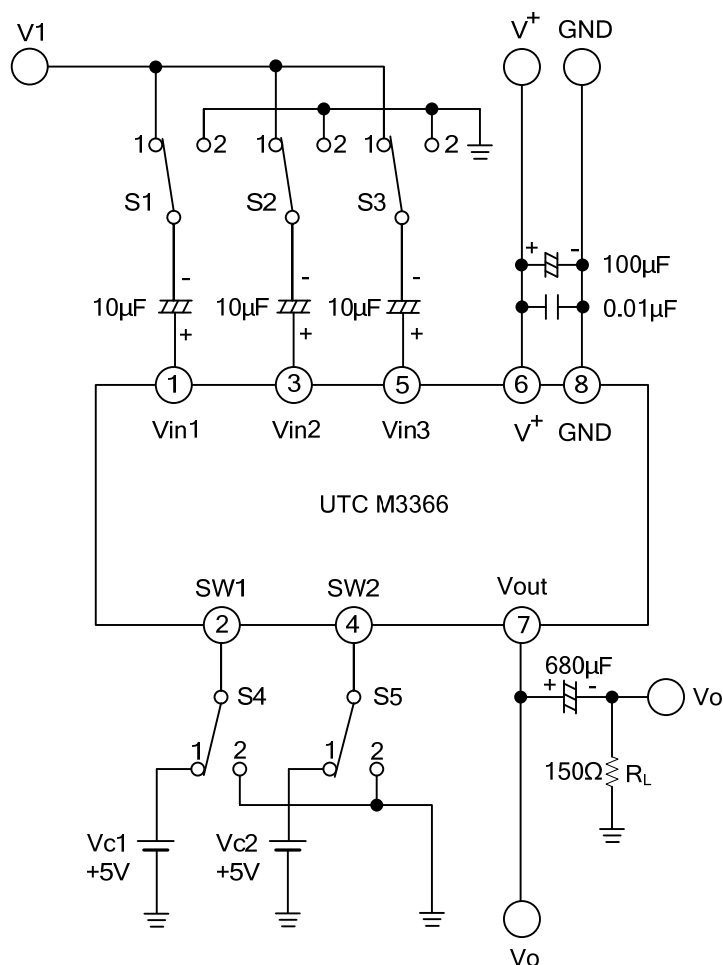 V1
V+ GND
1 2 1 2 1 2
S1 S2 S3
+ - 100µF
- - -
10µF 10µF 10µF 0.01µF
+ + +
1 3 5 6 8
Vin1 Vin2 Vin3 V+ GND
UTC M3366
SW1 SW2 Vout
2 4 7
680µF
S4 S5 + - Vo
1 2 1 2
150Ω RL
Vc1 Vc2
+5V +5V
Vo